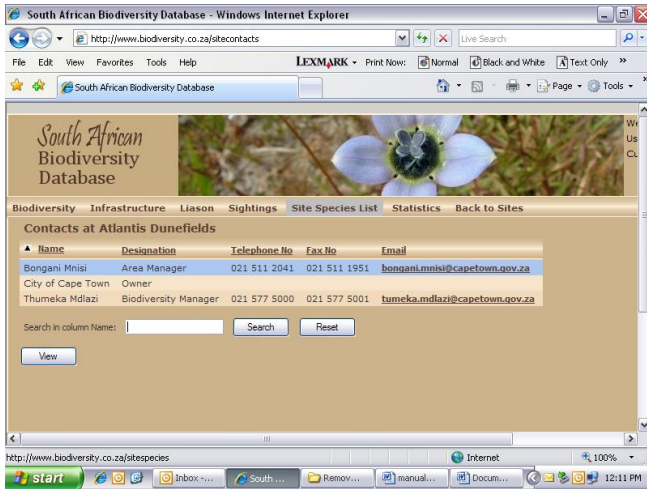 South African Biodiversity Database - Windows Internet Explorer
http://www.biodiversity.co.za/sitecontacts
Live Search
File Edit View Favorites Tools Help
LEXMARK Print Now: Normal Black and White Text Only »
South African Biodiversity Database
Page Tools »
South African
Biodiversity
Database
We
Us
Cu
Biodiversity Infrastructure Liason Sightings Site Species List Statistics Back to Sites
Contacts at Atlantis Dunefields
Name Designation Telephone No Fax No Email
Bongani Mnisi Area Manager 021 511 2041 021 511 1951 bongani.mnisi@capetown.gov.za
City of Cape Town Owner
Thumeka Mdlazi Biodiversity Manager 021 577 5000 021 577 5001 tumeka.mdlazi@capetown.gov.za
Search in column Name: Search Reset
View
http://www.biodiversity.co.za/sitespecies Internet 100%
start Inbox -... South ... Remov... manual... Docum... 12:11 PM